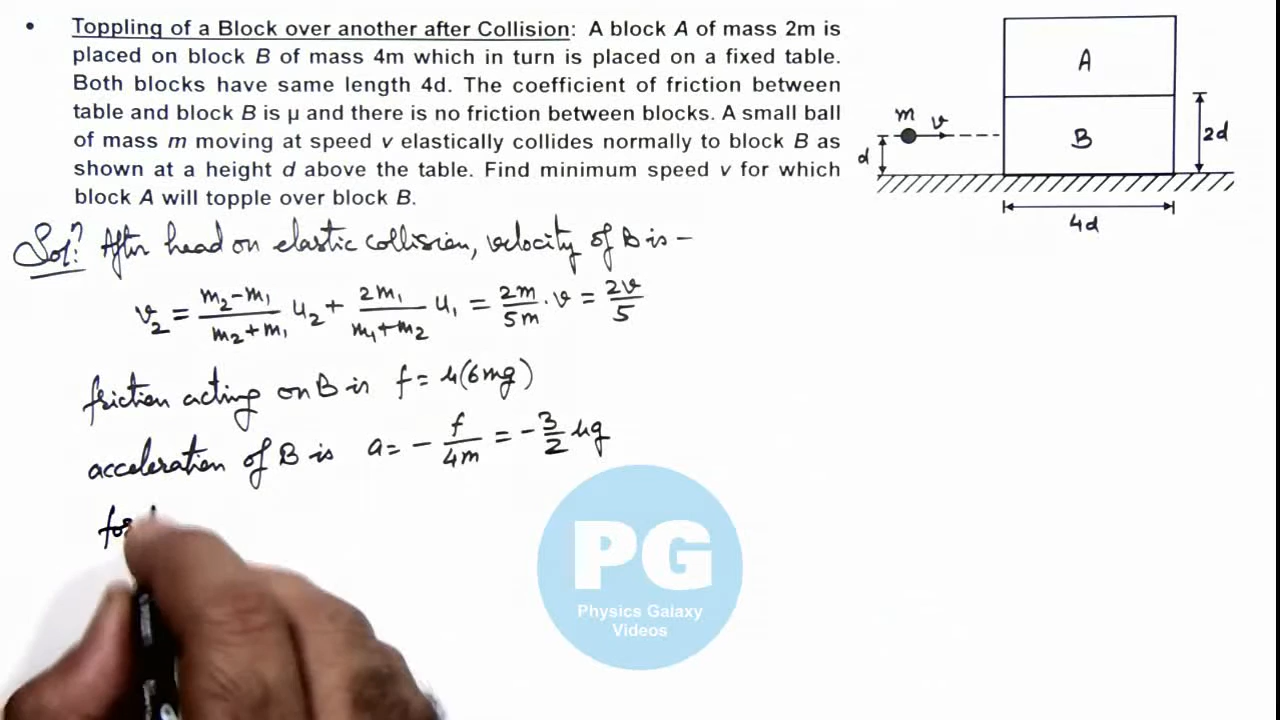 • Toppling of a Block over another after Collision: A block A of mass 2m is
placed on block B of mass 4m which in turn is placed on a fixed table.
Both blocks have same length 4d. The coefficient of friction between
table and block B is μ and there is no friction between blocks. A small ball
of mass m moving at speed v elastically collides normally to block B as
shown at a height d above the table. Find minimum speed v for which
block A will topple over block B.
A
m
v
B
d
2d
4d
Soln: After head on elastic collision, velocity of B is –
v₂ = (m₂-m₁)/(m₂+m₁) u₂ + 2m₁/(m₁+m₂) u₁ = 2m/5m · v = 2v/5
friction acting on B is f = μ(6mg)
acceleration of B is a = - f/4m = - 3/2 μg
for
PG
Physics Galaxy
Videos